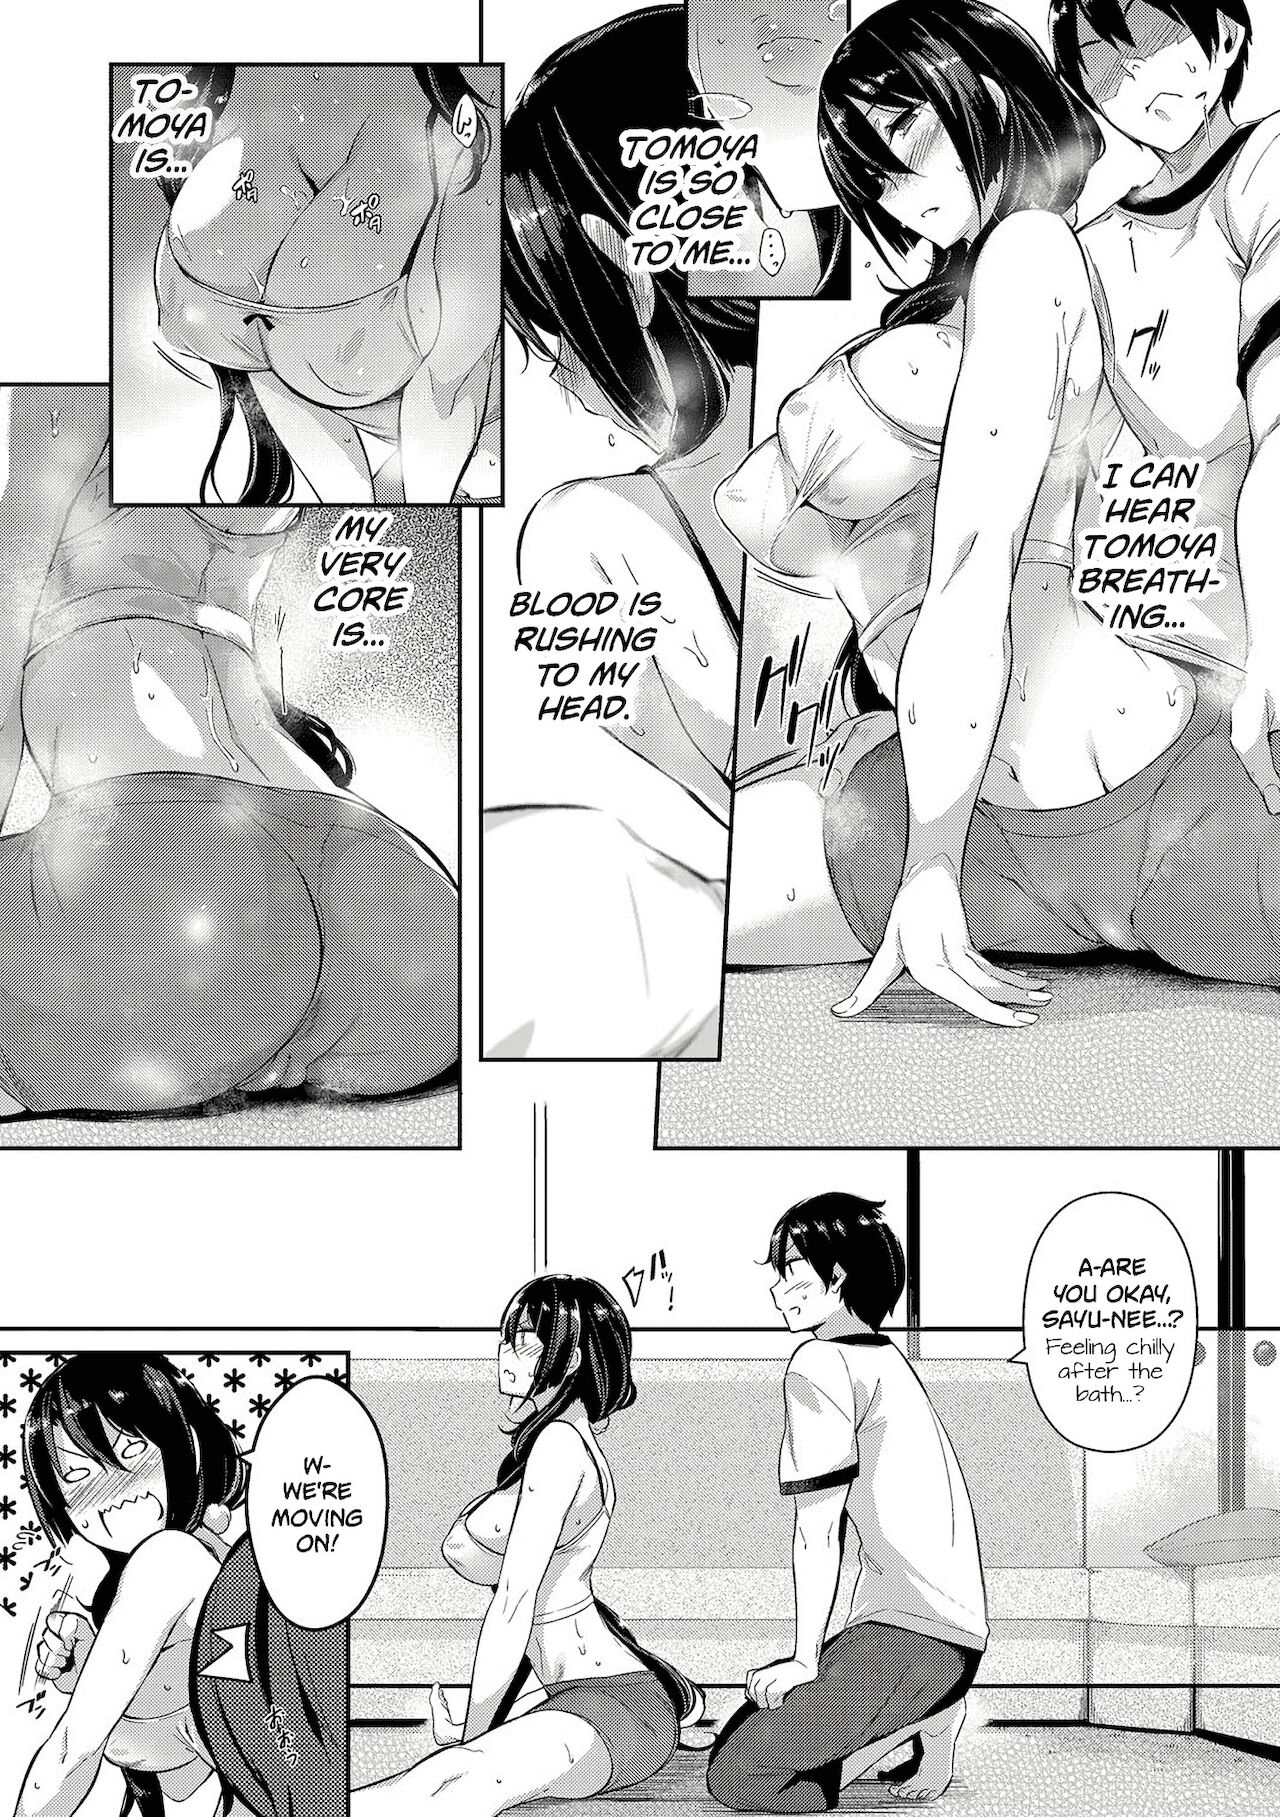 TOMOYA
IS SO
CLOSE
TO ME...
I CAN
HEAR
TOMOYA
BREATH-
ING...
BLOOD IS
RUSHING
TO MY
HEAD.
TO-
MOYA
IS...
MY
VERY
CORE
IS...
A-ARE
YOU OKAY,
SAYU-NEE...?
Feeling chilly
after the
bath...?
W-
WE'RE
MOVING
ON!